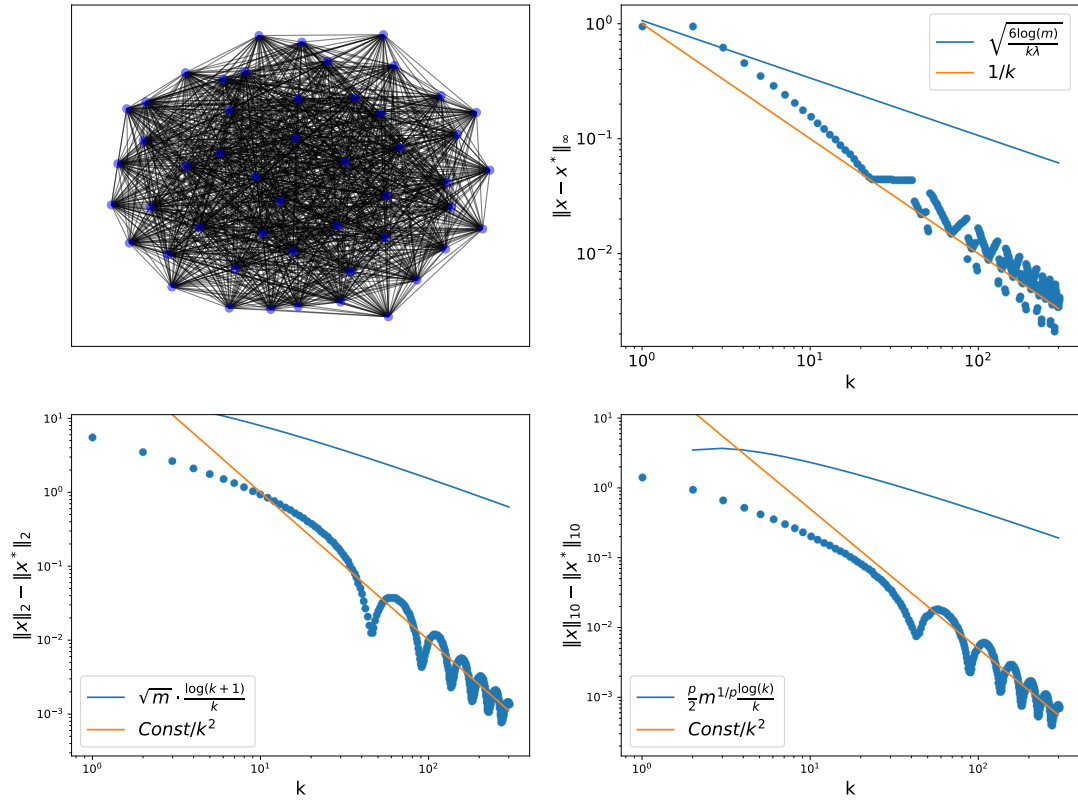 10⁰
10⁻¹
10⁻²
‖x − x*‖∞
√(6log(m)/kλ)
1/k
10⁰ 10¹ 10²
k
10¹
10⁰
10⁻¹
10⁻²
10⁻³
‖x‖₂ − ‖x*‖₂
√m · log(k+1)/k
Const/k²
10⁰ 10¹ 10²
k
10¹
10⁰
10⁻¹
10⁻²
10⁻³
‖x‖₁₀ − ‖x*‖₁₀
p/2 m^1/p log(k)/k
Const/k²
10⁰ 10¹ 10²
k